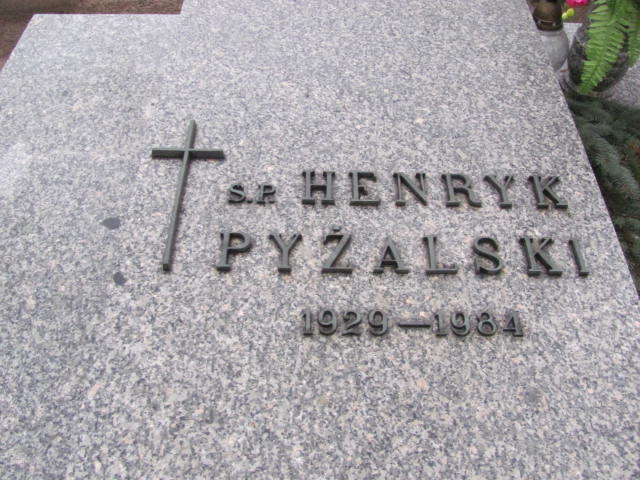 Ś.P. HENRYK
PYŻALSKI
1929-1984